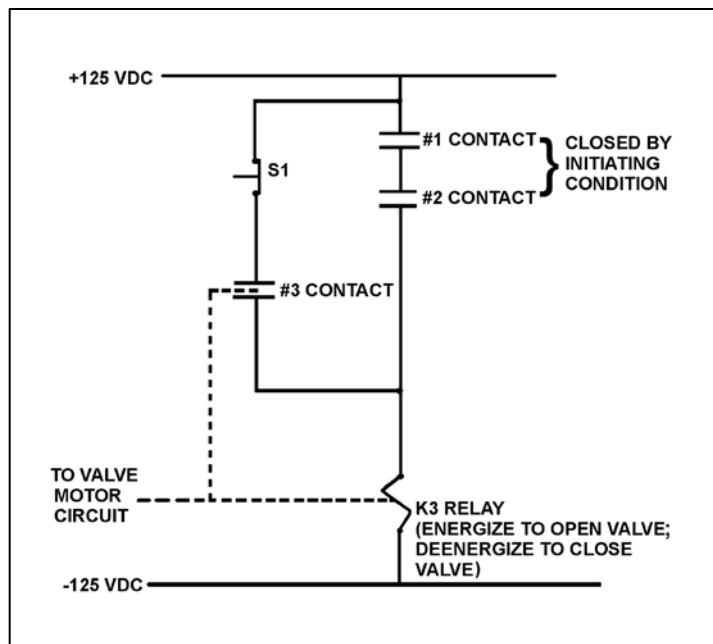 +125 VDC
#1 CONTACT
CLOSED BY
INITIATING
CONDITION
S1
#2 CONTACT
#3 CONTACT
TO VALVE
MOTOR
CIRCUIT
K3 RELAY
(ENERGIZE TO OPEN VALVE;
DEENERGIZE TO CLOSE
VALVE)
-125 VDC